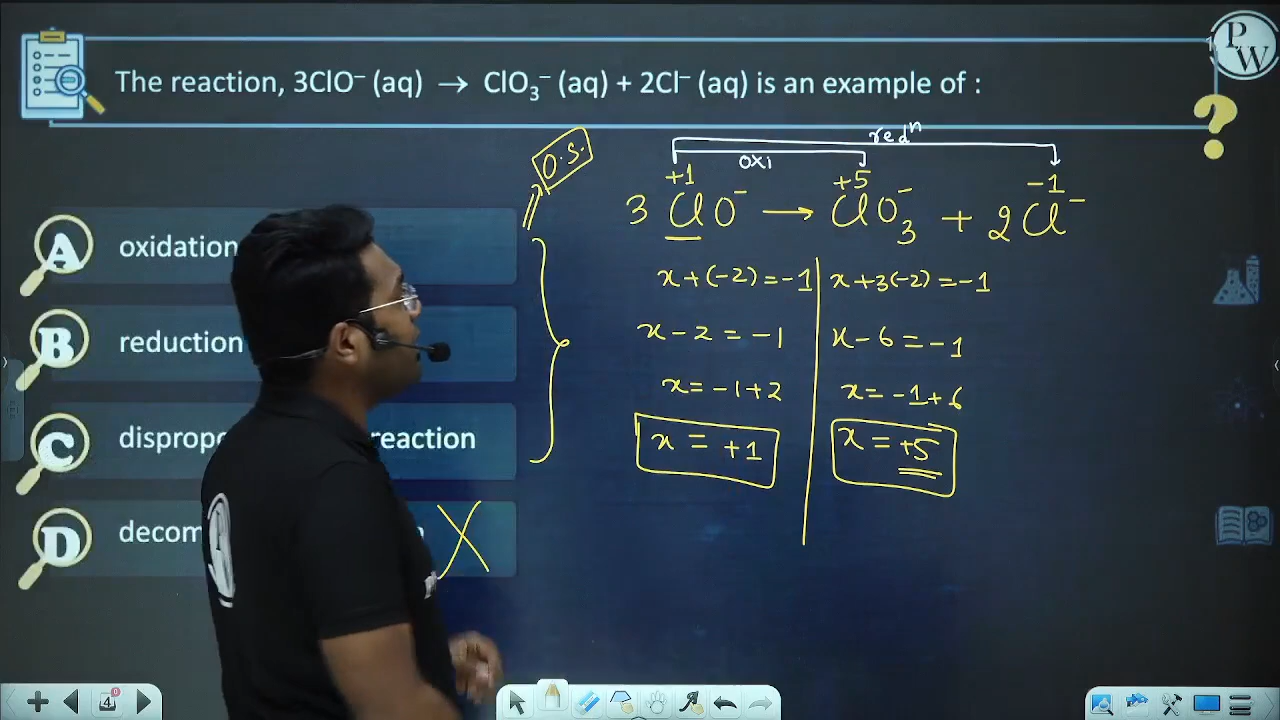 The reaction, 3ClO⁻ (aq) → ClO₃⁻ (aq) + 2Cl⁻ (aq) is an example of :
PW
?
A oxidation
B reduction
C reaction
D
O.S.
redⁿ
oxi
+1 +5 -1
3 ClO⁻ → ClO₃⁻ + 2Cl⁻
x+(-2)=-1
x-2=-1
x=-1+2
x=+1
x+3(-2)=-1
x-6=-1
x=-1+6
x=+5
4